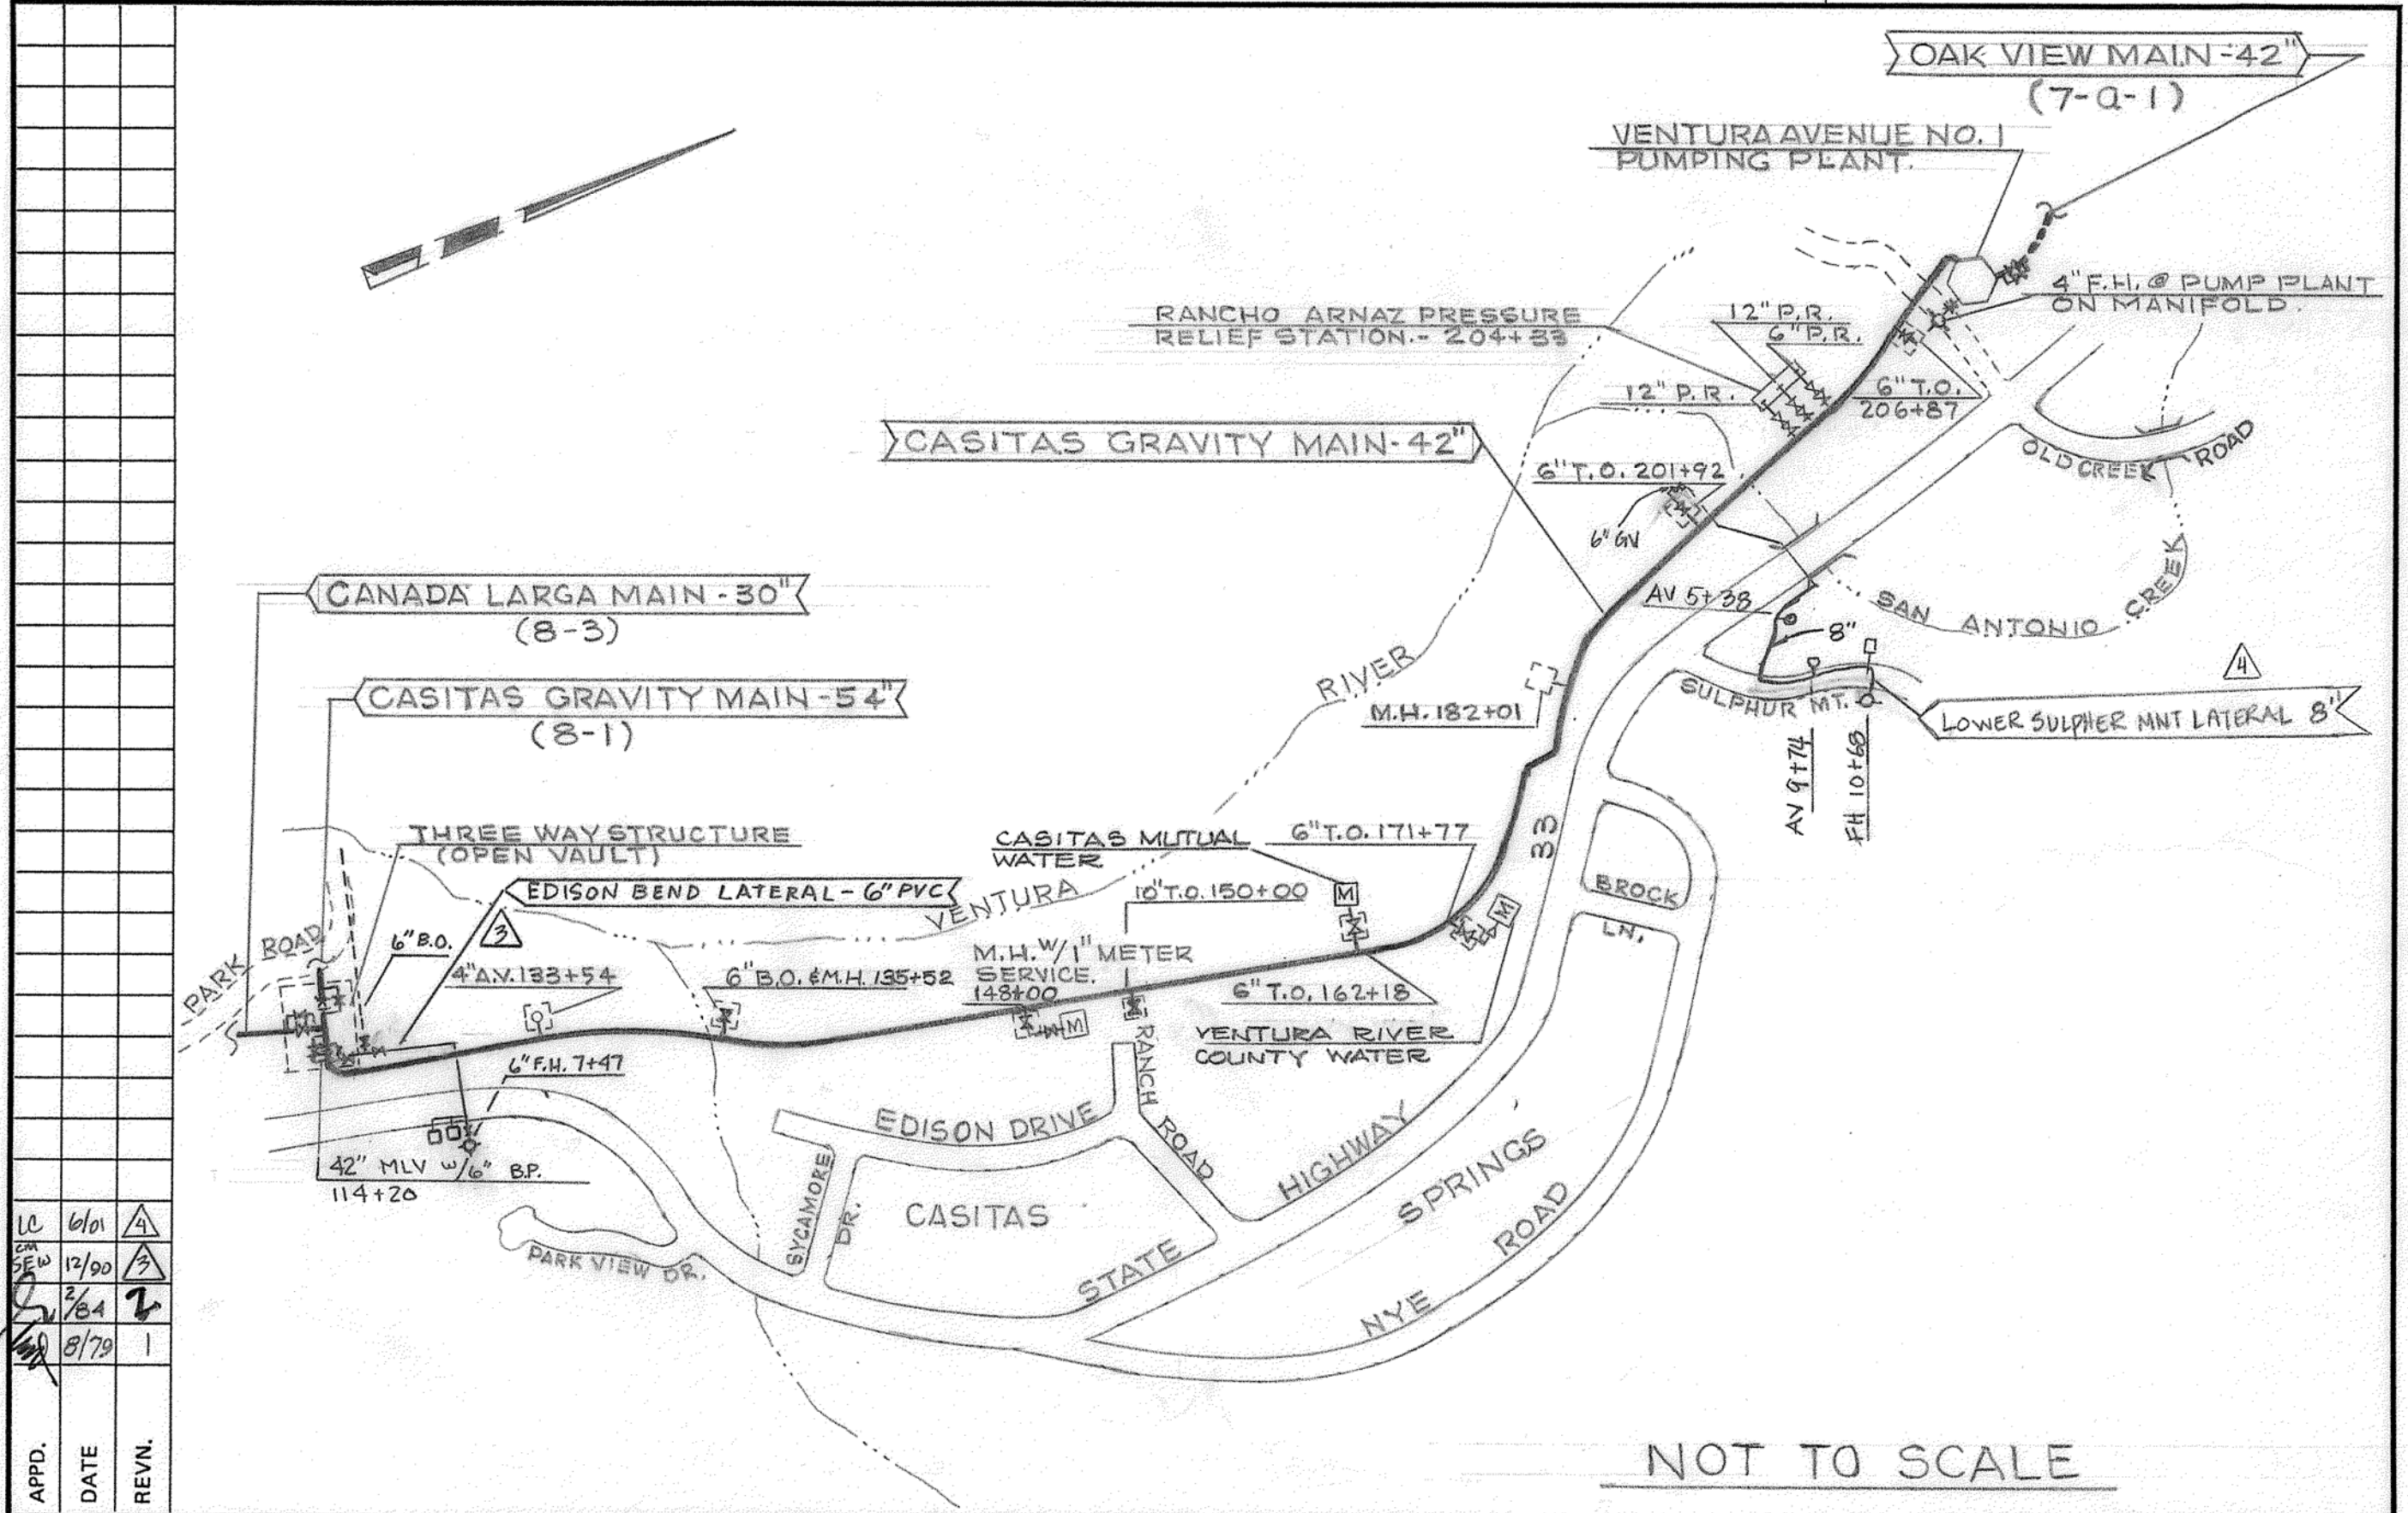 OAK VIEW MAIN-42"
(7-a-1)
VENTURA AVENUE NO. 1
PUMPING PLANT.
4" F.H. @ PUMP PLANT
ON MANIFOLD.
RANCHO ARNAZ PRESSURE
RELIEF STATION.- 204+33
12" P.R.
6" P.R.
12" P.R.
6" T.O.
206+87
CASITAS GRAVITY MAIN-42"
6" T.O. 201+92
6" GV
OLD CREEK ROAD
SAN ANTONIO CREEK
AV 5+38
8"
SULPHUR MT.
4
LOWER SULPHER MNT LATERAL 8"
AV 9+74
FH 10+68
CANADA LARGA MAIN-30"
(8-3)
CASITAS GRAVITY MAIN-54"
(8-1)
RIVER
M.H. 182+01
THREE WAY STRUCTURE
(OPEN VAULT)
EDISON BEND LATERAL-6" PVC
3
VENTURA
CASITAS MUTUAL
WATER
6" T.O. 171+77
10" T.O. 150+00
M
M
33
BROCK
LN.
PARK ROAD
6" B.O.
4" A.V. 133+54
6" B.O. & M.H. 135+52
M.H. W/1" METER
SERVICE.
148+00
M
6" T.O. 162+18
VENTURA RIVER
COUNTY WATER
6" F.H. 7+47
42" MLV w/6" B.P.
114+20
EDISON DRIVE
RANCH ROAD
SYCAMORE
DR.
CASITAS
SPRINGS
STATE HIGHWAY
NYE ROAD
PARK VIEW DR.
NOT TO SCALE
LC 6/01 4
CM
SEW 12/90 3
2/84 2
8/79 1
APPD.
DATE
REVN.